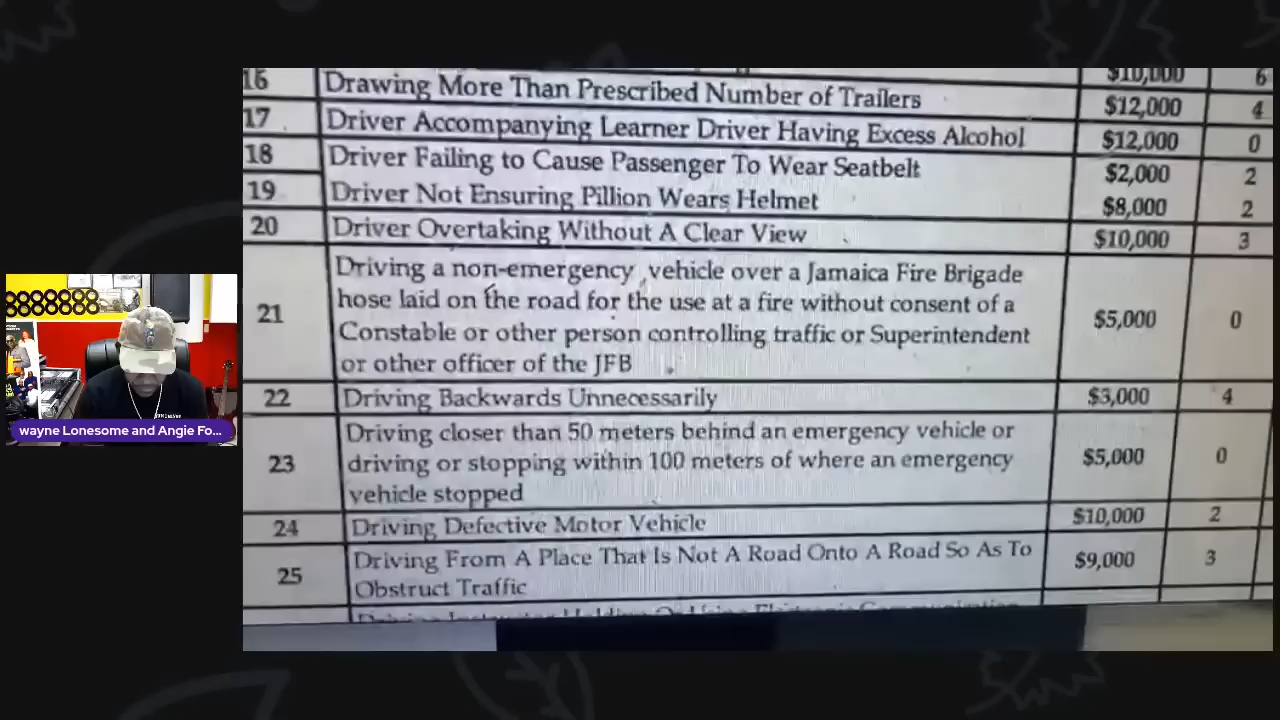 $10,000 6
16 Drawing More Than Prescribed Number of Trailers $12,000 4
17 Driver Accompanying Learner Driver Having Excess Alcohol $12,000 0
18 Driver Failing to Cause Passenger To Wear Seatbelt $2,000 2
19 Driver Not Ensuring Pillion Wears Helmet $8,000 2
20 Driver Overtaking Without A Clear View $10,000 3
21 Driving a non-emergency vehicle over a Jamaica Fire Brigade
hose laid on the road for the use at a fire without consent of a
Constable or other person controlling traffic or Superintendent
or other officer of the JFB $5,000 0
22 Driving Backwards Unnecessarily $3,000 4
23 Driving closer than 50 meters behind an emergency vehicle or
driving or stopping within 100 meters of where an emergency
vehicle stopped $5,000 0
24 Driving Defective Motor Vehicle $10,000 2
25 Driving From A Place That Is Not A Road Onto A Road So As To
Obstruct Traffic $9,000 3
wayne Lonesome and Angie Fo...